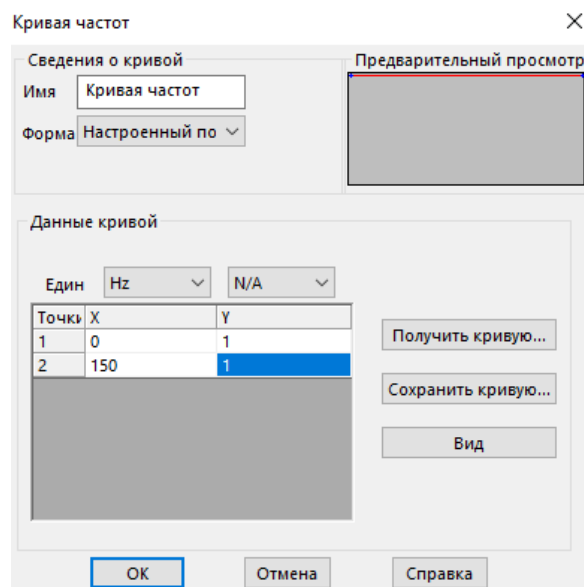 Кривая частот
Сведения о кривой
Имя Кривая частот
Форма Настроенный по
Предварительный просмотр
Данные кривой
Един Hz N/A
Точки X Y
1 0 1
2 150 1
Получить кривую...
Сохранить кривую...
Вид
OK Отмена Справка